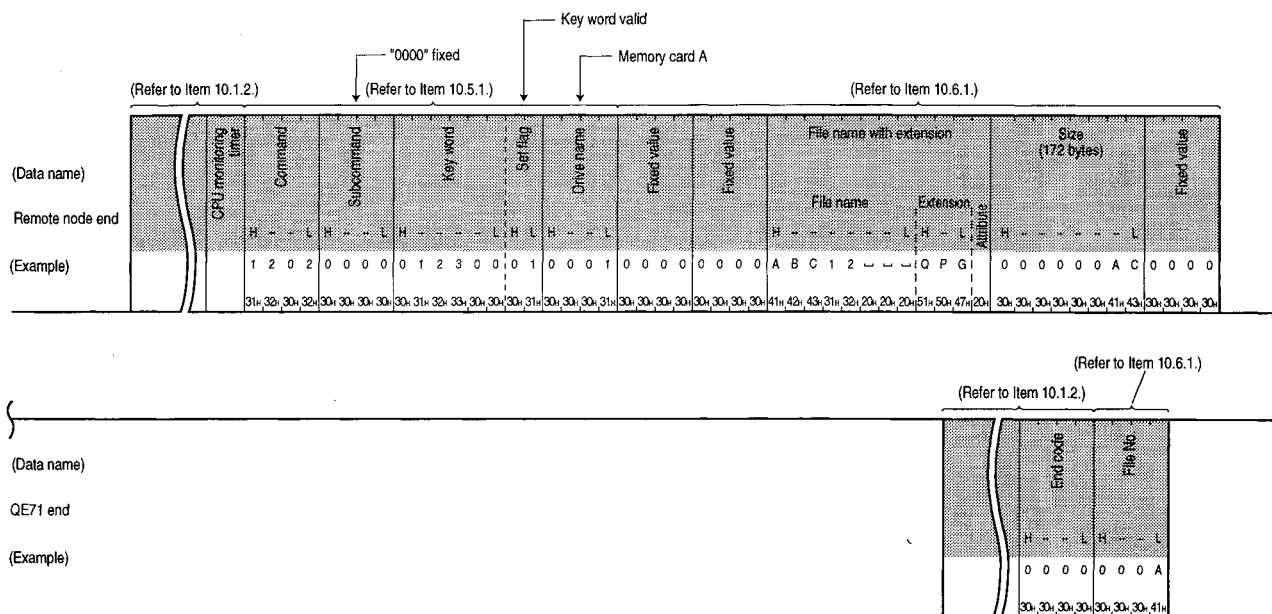 Key word valid
"0000" fixed
Memory card A
(Refer to Item 10.1.2.)
(Refer to Item 10.5.1.)
(Refer to Item 10.6.1.)
(Data name)
Remote node end
(Example)
CPU monitoring timer
Command
Subcommand
Key word
Set flag
Drive name
Fixed value
Fixed value
File name with extension
File name
Extension
Attribute
Size
(172 bytes)
Fixed value
H - - L H - - L H - - - - L H L H - - L H - - - - - - L H - L H - - - - - - L
1 2 0 2 0 0 0 0 0 1 2 3 0 0 0 1 0 0 0 1 0 0 0 0 0 0 0 0 A B C 1 2 ␣ ␣ ␣ Q P G 0 0 0 0 0 0 A C 0 0 0 0
31H 32H 30H 32H 30H 30H 30H 30H 30H 31H 32H 33H 30H 30H 30H 31H 30H 30H 30H 31H 30H 30H 30H 30H 30H 30H 30H 30H 41H 42H 43H 31H 32H 20H 20H 20H 51H 50H 47H 20H 30H 30H 30H 30H 30H 30H 41H 43H 30H 30H 30H 30H
(Refer to Item 10.6.1.)
(Refer to Item 10.1.2.)
(Data name)
QE71 end
(Example)
End code
File No.
H - - L H - - L
0 0 0 0 0 0 0 A
30H 30H 30H 30H 30H 30H 30H 41H